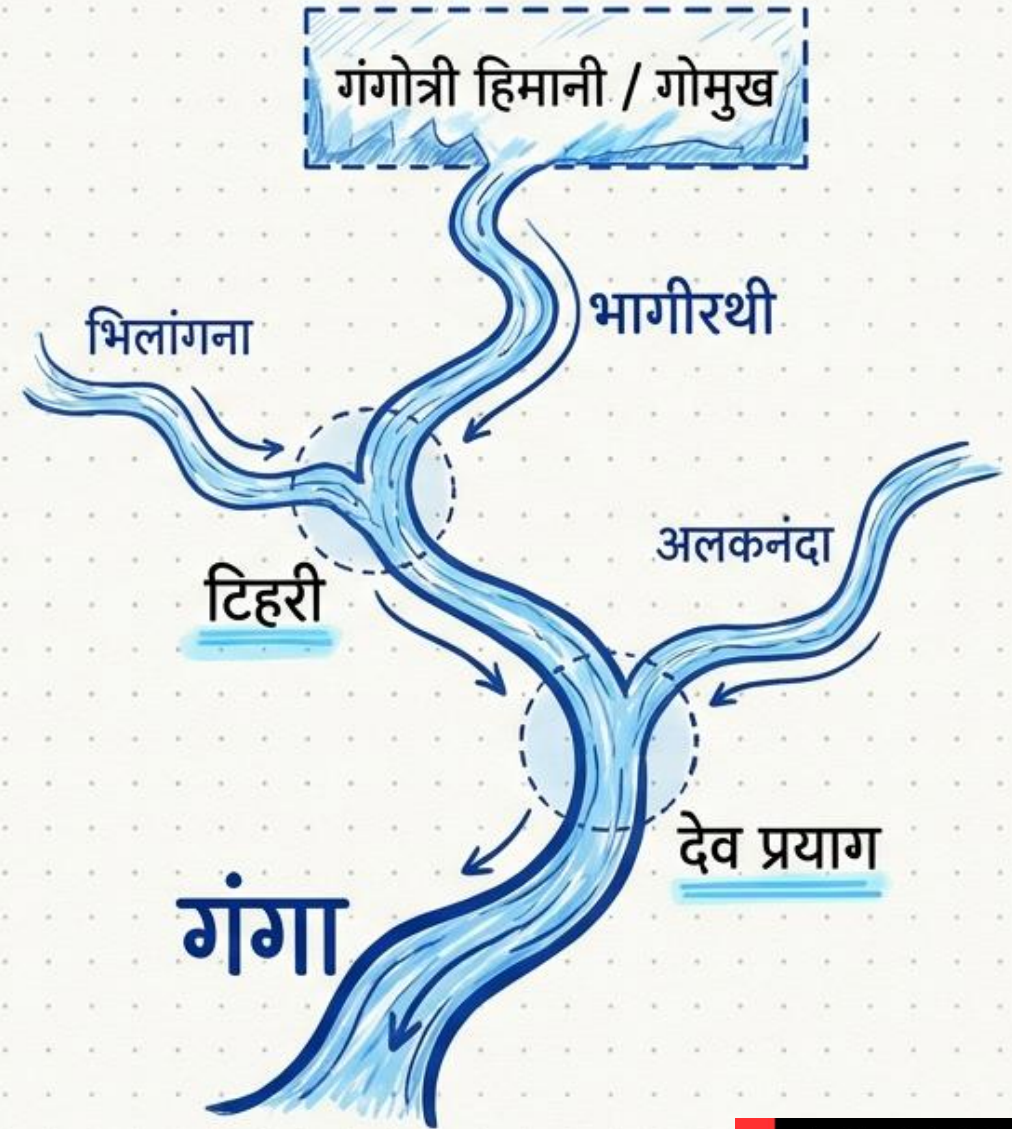 गंगोत्री हिमानी / गोमुख
भागीरथी
भिलांगना
अलकनंदा
टिहरी
देव प्रयाग
गंगा